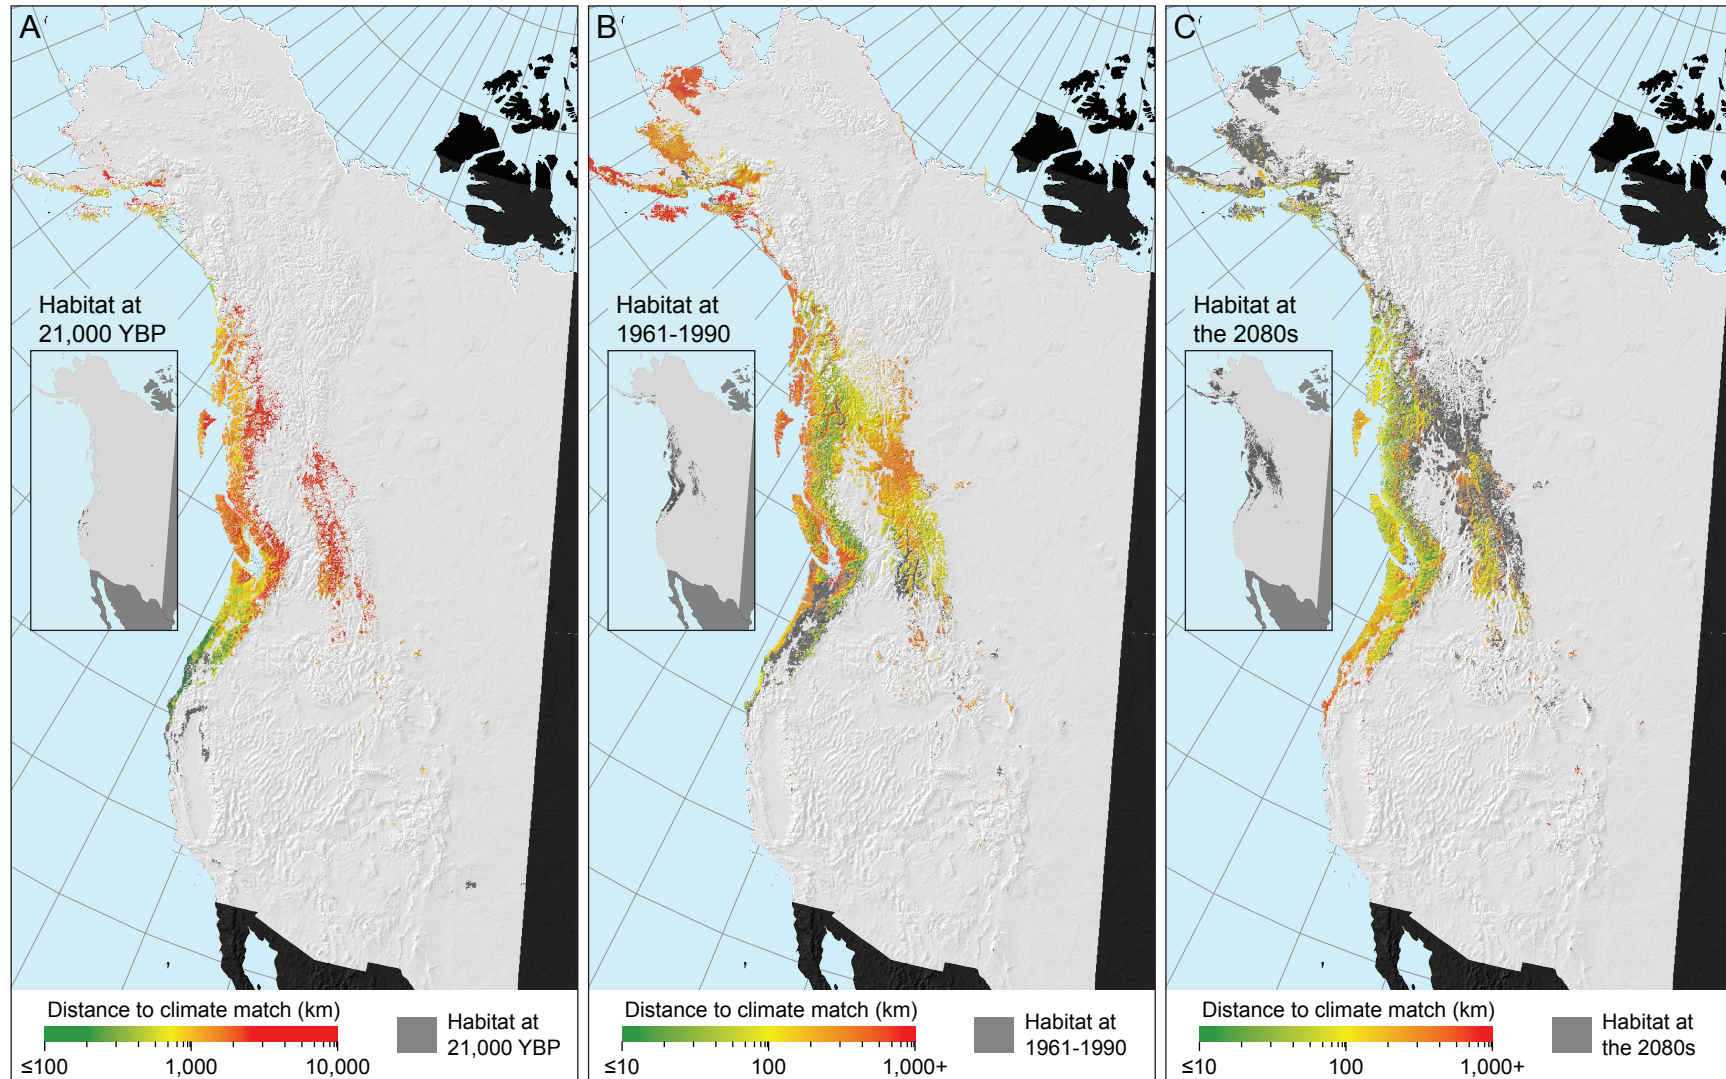 A
Habitat at
21,000 YBP
Distance to climate match (km)
≤100
1,000
10,000
Habitat at
21,000 YBP
B
Habitat at
1961-1990
Distance to climate match (km)
≤10
100
1,000+
Habitat at
1961-1990
C
Habitat at
the 2080s
Distance to climate match (km)
≤10
100
1,000+
Habitat at
the 2080s